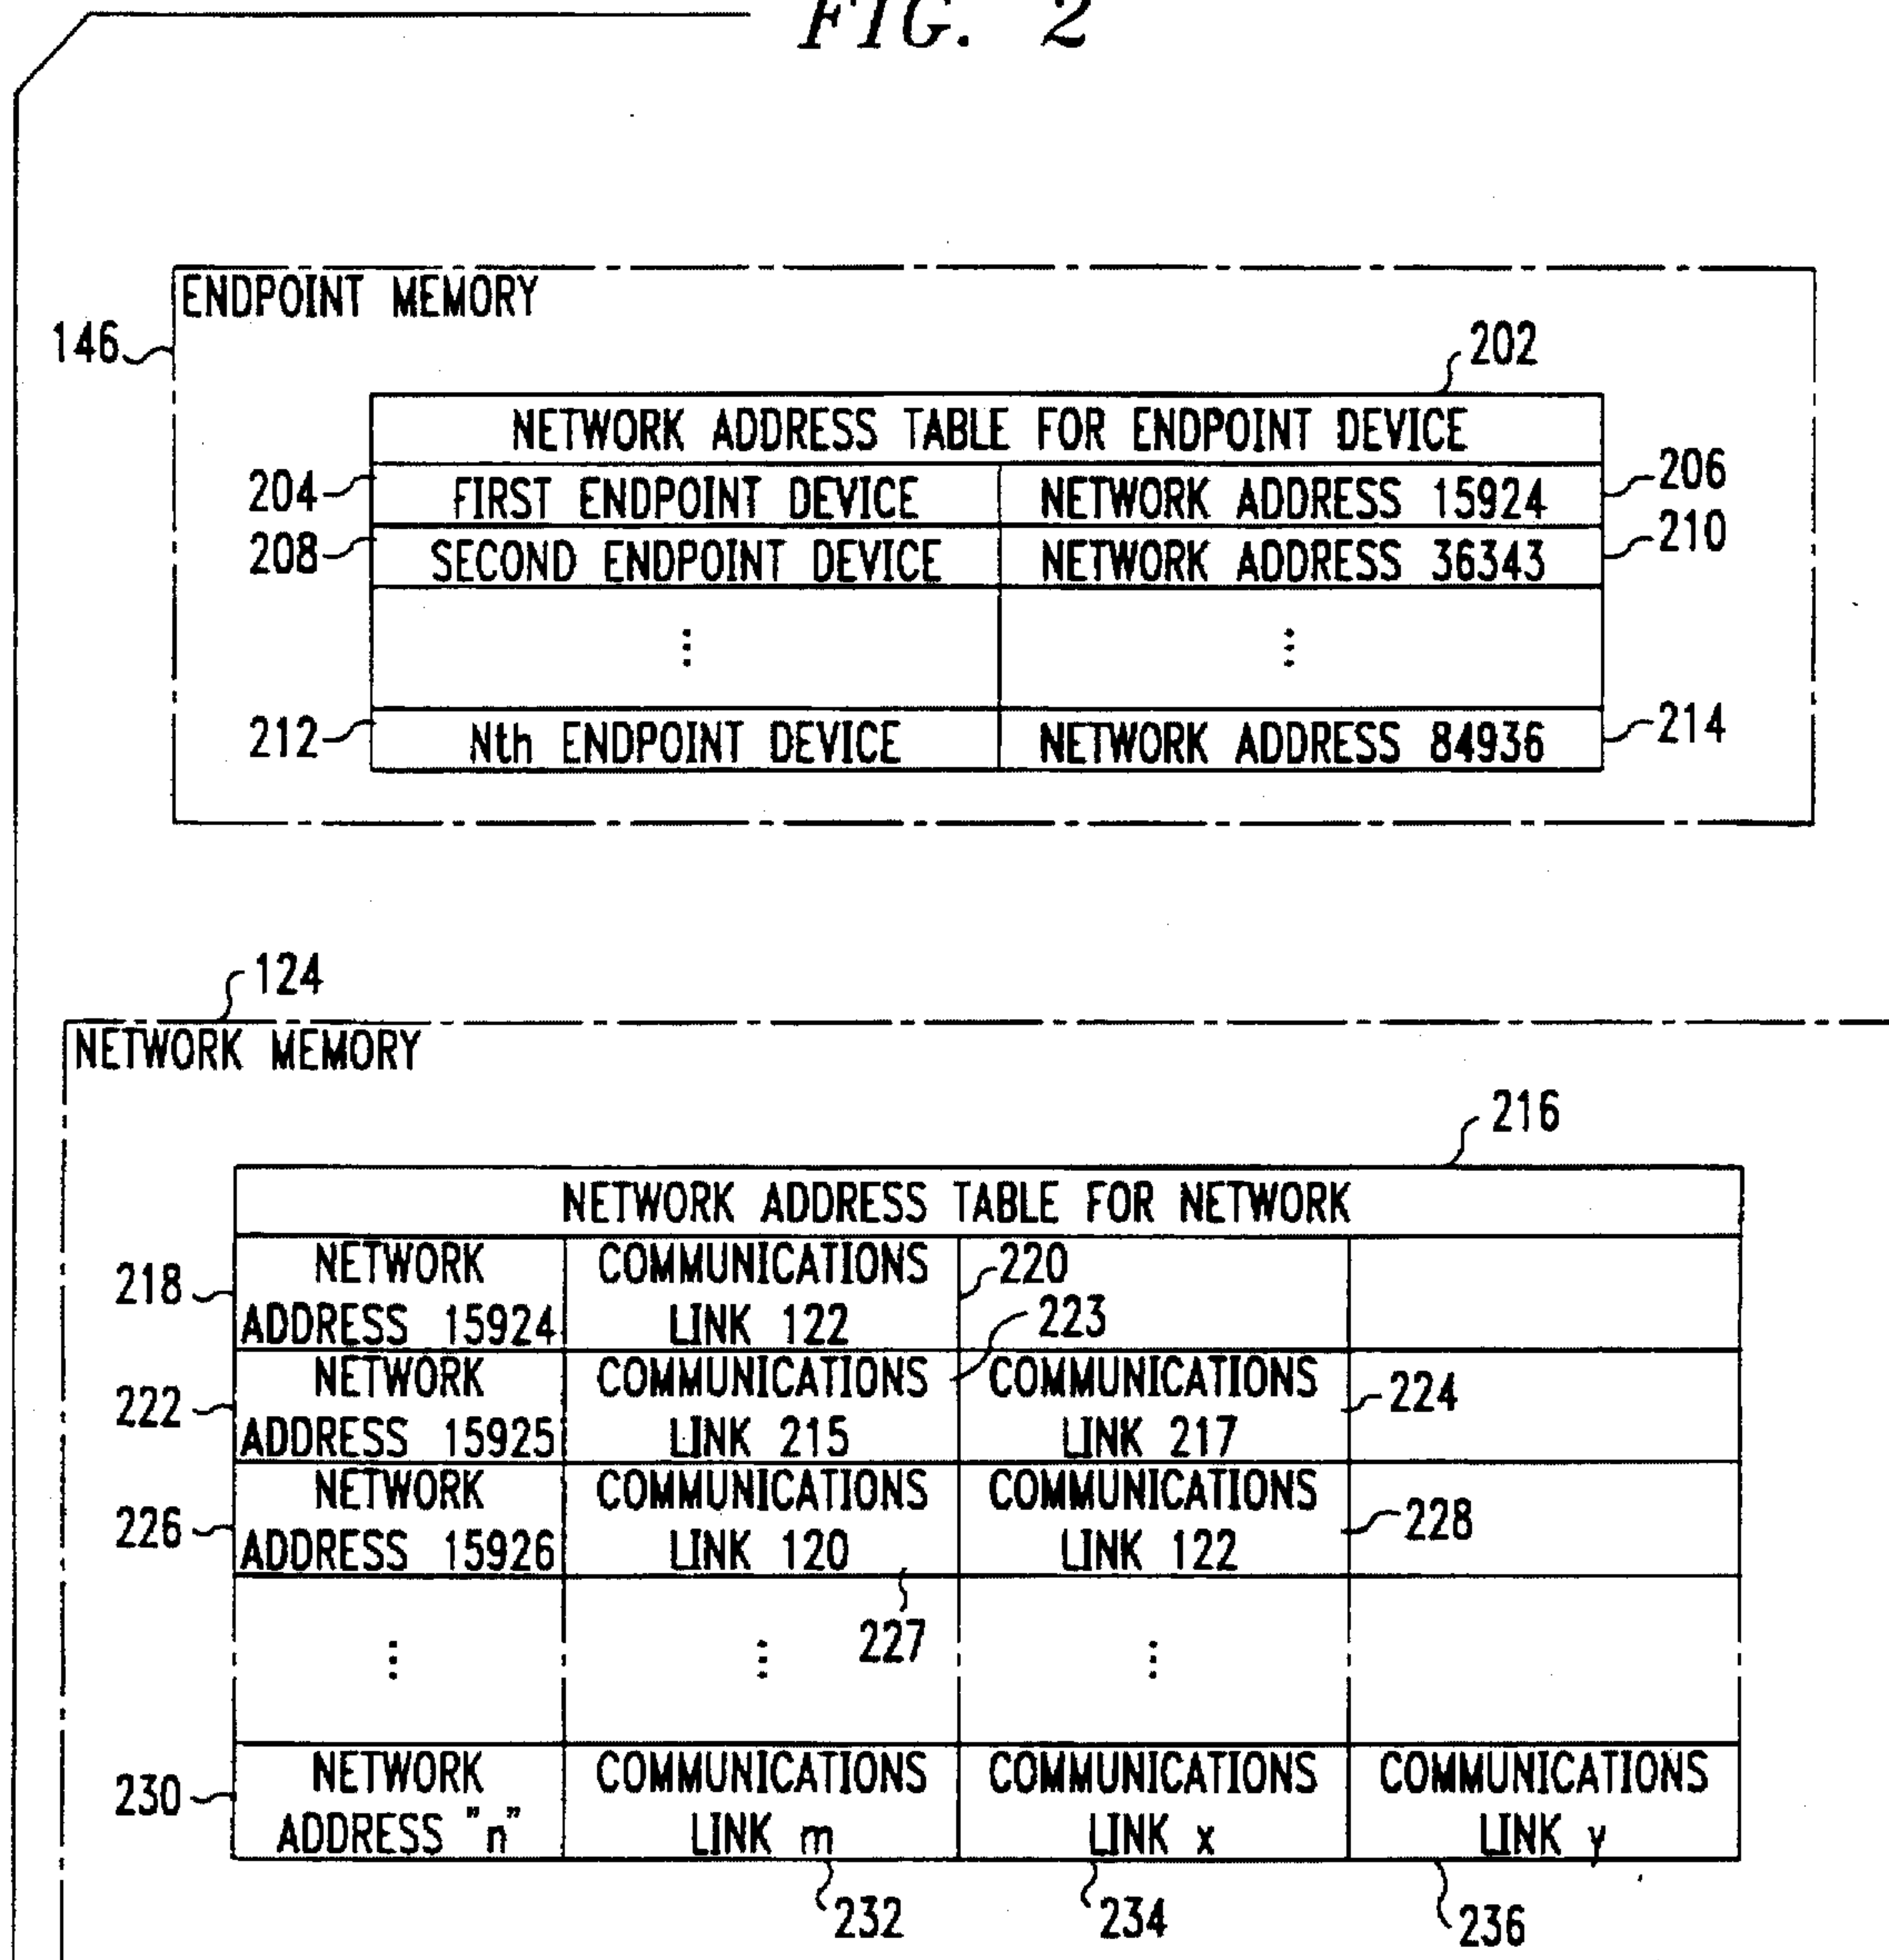 FIG. 2
ENDPOINT MEMORY
146
202
NETWORK ADDRESS TABLE FOR ENDPOINT DEVICE
204 FIRST ENDPOINT DEVICE NETWORK ADDRESS 15924 206
208 SECOND ENDPOINT DEVICE NETWORK ADDRESS 36343 210
⋮ ⋮
212 Nth ENDPOINT DEVICE NETWORK ADDRESS 84936 214
124
NETWORK MEMORY
216
NETWORK ADDRESS TABLE FOR NETWORK
218 NETWORK ADDRESS 15924 COMMUNICATIONS LINK 122 220
223
222 NETWORK ADDRESS 15925 COMMUNICATIONS LINK 215 COMMUNICATIONS LINK 217 224
226 NETWORK ADDRESS 15926 COMMUNICATIONS LINK 120 COMMUNICATIONS LINK 122 228
227
⋮ ⋮ ⋮
230 NETWORK ADDRESS "n" COMMUNICATIONS LINK m COMMUNICATIONS LINK x COMMUNICATIONS LINK y
232 234 236